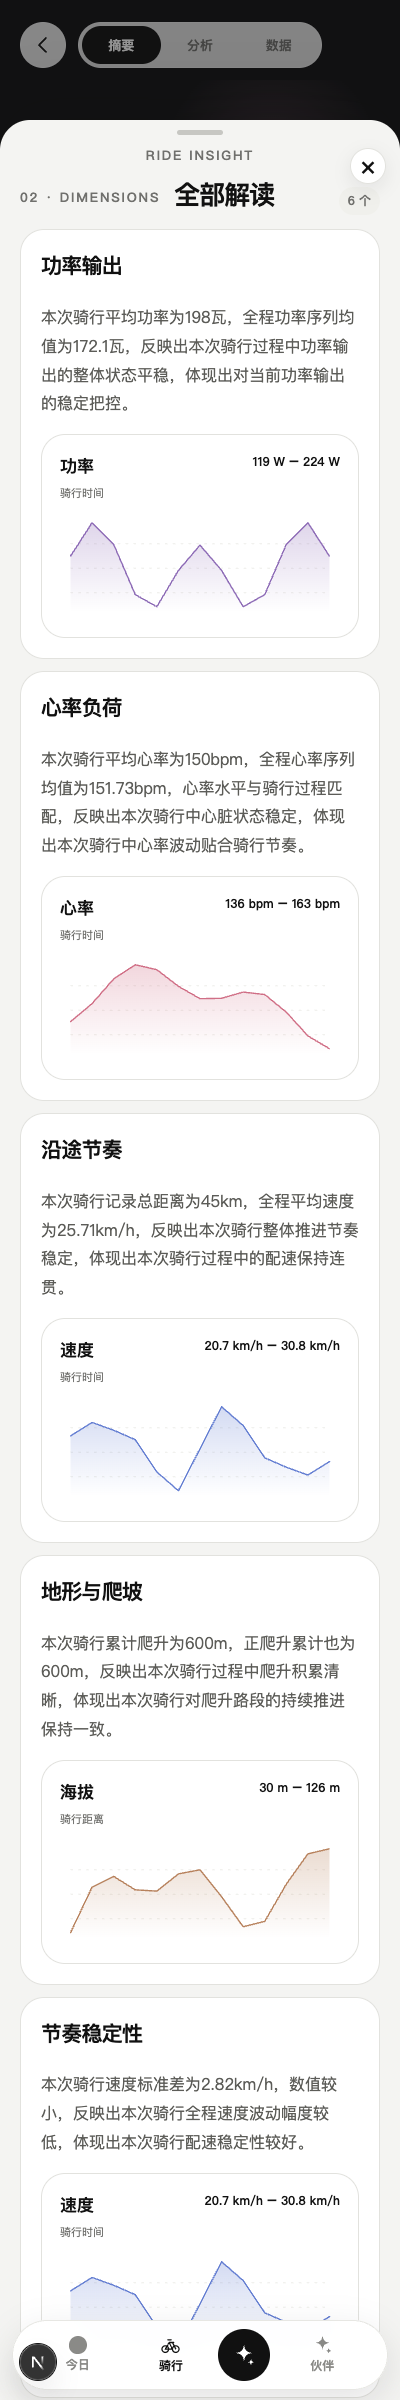 摘要 分析 数据
RIDE INSIGHT
02 · DIMENSIONS 全部解读 6 个
功率输出
本次骑行平均功率为198瓦，全程功率序列均
值为172.1瓦，反映出本次骑行过程中功率输
出的整体状态平稳，体现出对当前功率输出
的稳定把控。
功率 119 W – 224 W
骑行时间
心率负荷
本次骑行平均心率为150bpm，全程心率序列
均值为151.73bpm，心率水平与骑行过程匹
配，反映出本次骑行中心脏状态稳定，体现
出本次骑行中心率波动贴合骑行节奏。
心率 136 bpm – 163 bpm
骑行时间
沿途节奏
本次骑行记录总距离为45km，全程平均速度
为25.71km/h，反映出本次骑行整体推进节奏
稳定，体现出本次骑行过程中的配速保持连
贯。
速度 20.7 km/h – 30.8 km/h
骑行时间
地形与爬坡
本次骑行累计爬升为600m，正爬升累计也为
600m，反映出本次骑行过程中爬升积累清
晰，体现出本次骑行对爬升路段的持续推进
保持一致。
海拔 30 m – 126 m
骑行距离
节奏稳定性
本次骑行速度标准差为2.82km/h，数值较
小，反映出本次骑行全程速度波动幅度较
低，体现出本次骑行配速稳定性较好。
速度 20.7 km/h – 30.8 km/h
骑行时间
N 今日 骑行 伙伴